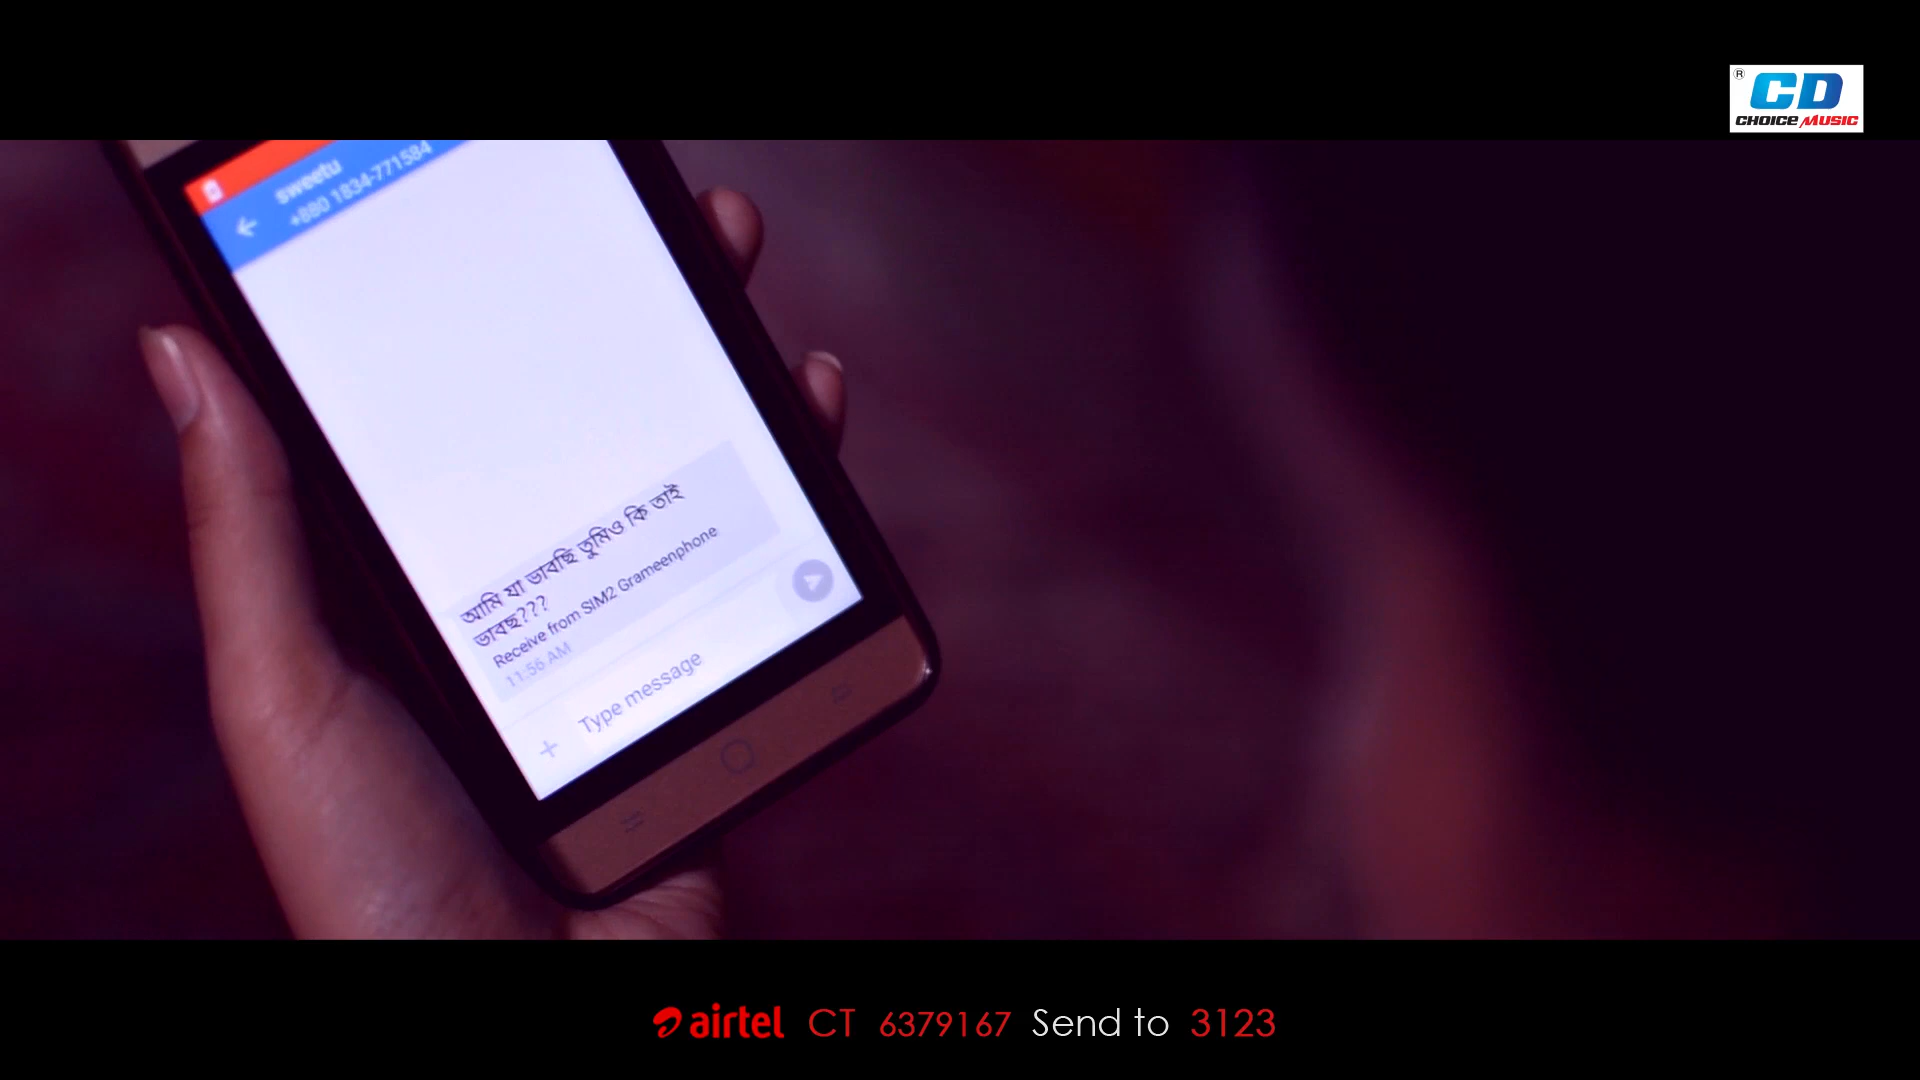 ® CD
CHOICE MUSIC
sweetu
+880 1834-771584
আমি যা ভাবছি তুমিও কি তাই
ভাবছ???
Receive from SIM2 Grameenphone
11:56 AM
Type message
airtel CT 6379167 Send to 3123